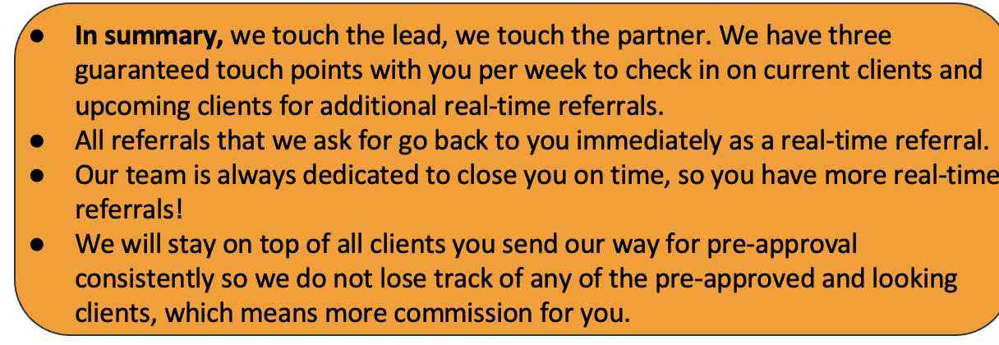 ● In summary, we touch the lead, we touch the partner. We have three
guaranteed touch points with you per week to check in on current clients and
upcoming clients for additional real-time referrals.
● All referrals that we ask for go back to you immediately as a real-time referral.
● Our team is always dedicated to close you on time, so you have more real-time
referrals!
● We will stay on top of all clients you send our way for pre-approval
consistently so we do not lose track of any of the pre-approved and looking
clients, which means more commission for you.